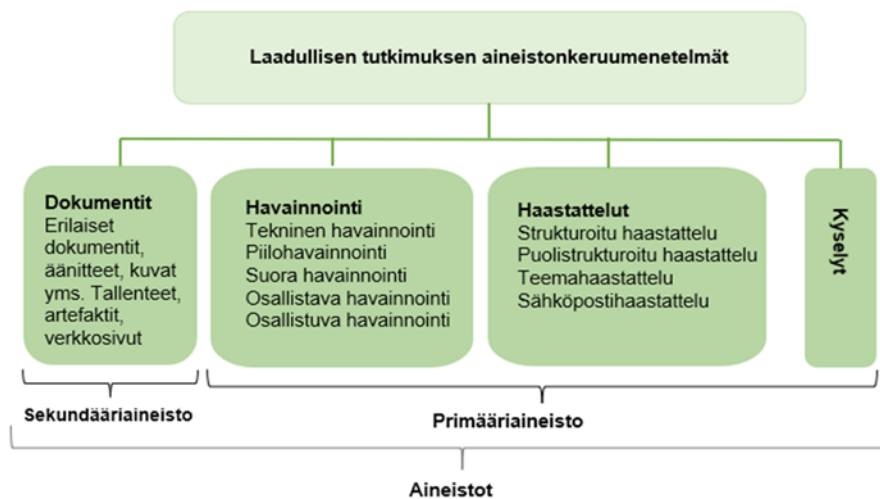 Laadullisen tutkimuksen aineistonkeruumenetelmät
Dokumentit
Erilaiset
dokumentit,
äänitteet, kuvat
yms. Tallenteet,
artefaktit,
verkkosivut
Havainnointi
Tekninen havainnointi
Piilohavainnointi
Suora havainnointi
Osallistava havainnointi
Osallistuva havainnointi
Haastattelut
Strukturoitu haastattelu
Puolistrukturoitu haastattelu
Teemahaastattelu
Sähköpostihaastattelu
Kyselyt
Sekundääriaineisto
Primääriaineisto
Aineistot